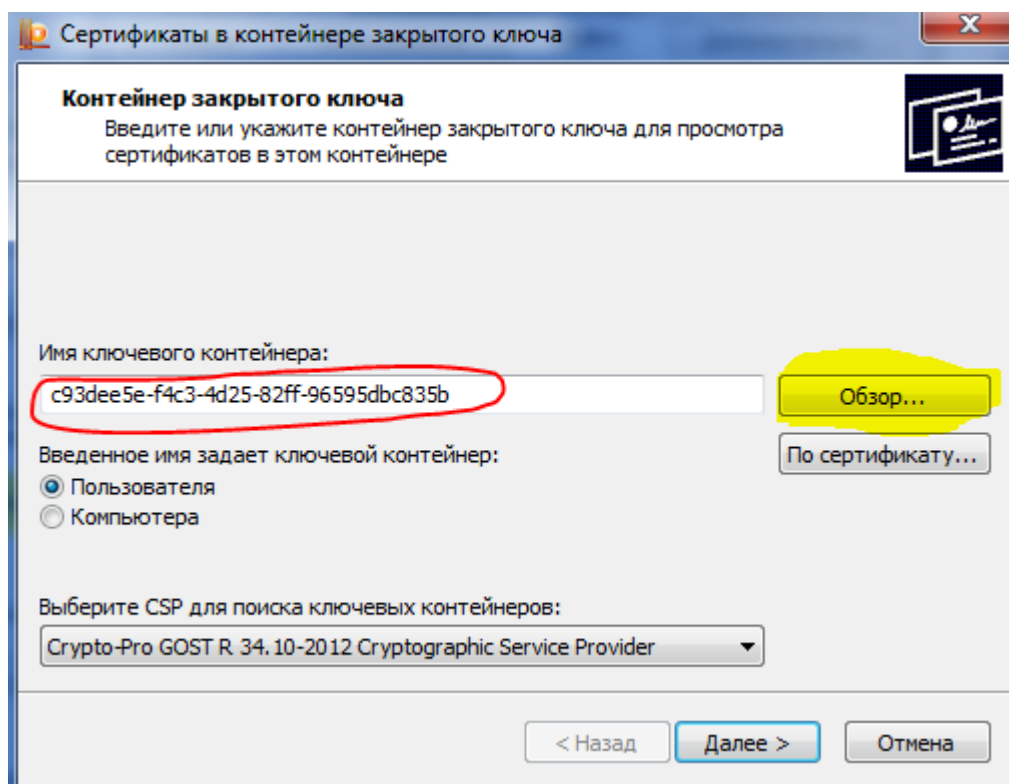 Сертификаты в контейнере закрытого ключа
Контейнер закрытого ключа
Введите или укажите контейнер закрытого ключа для просмотра
сертификатов в этом контейнере
Имя ключевого контейнера:
c93dee5e-f4c3-4d25-82ff-96595dbc835b
Обзор...
По сертификату...
Введенное имя задает ключевой контейнер:
Пользователя
Компьютера
Выберите CSP для поиска ключевых контейнеров:
Crypto-Pro GOST R 34.10-2012 Cryptographic Service Provider
< Назад
Далее >
Отмена